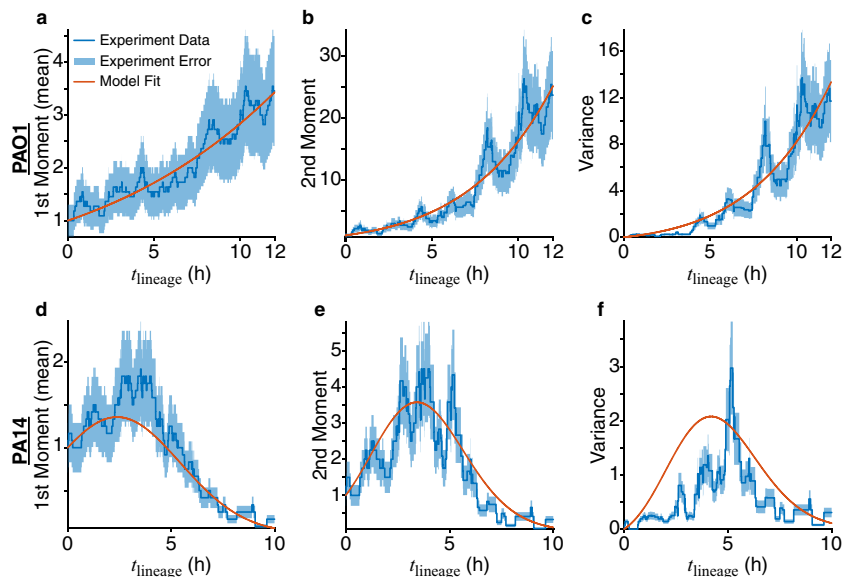 a
b
c
PAO1
1st Moment (mean)
4
3
2
1
Experiment Data
Experiment Error
Model Fit
0
5
10
12
t_lineage (h)
2nd Moment
30
20
10
0
5
10
12
t_lineage (h)
Variance
16
12
8
4
0
0
5
10
12
t_lineage (h)
d
e
f
PA14
1st Moment (mean)
2
1
0
5
10
t_lineage (h)
2nd Moment
5
4
3
2
1
0
5
10
t_lineage (h)
Variance
3
2
1
0
0
5
10
t_lineage (h)